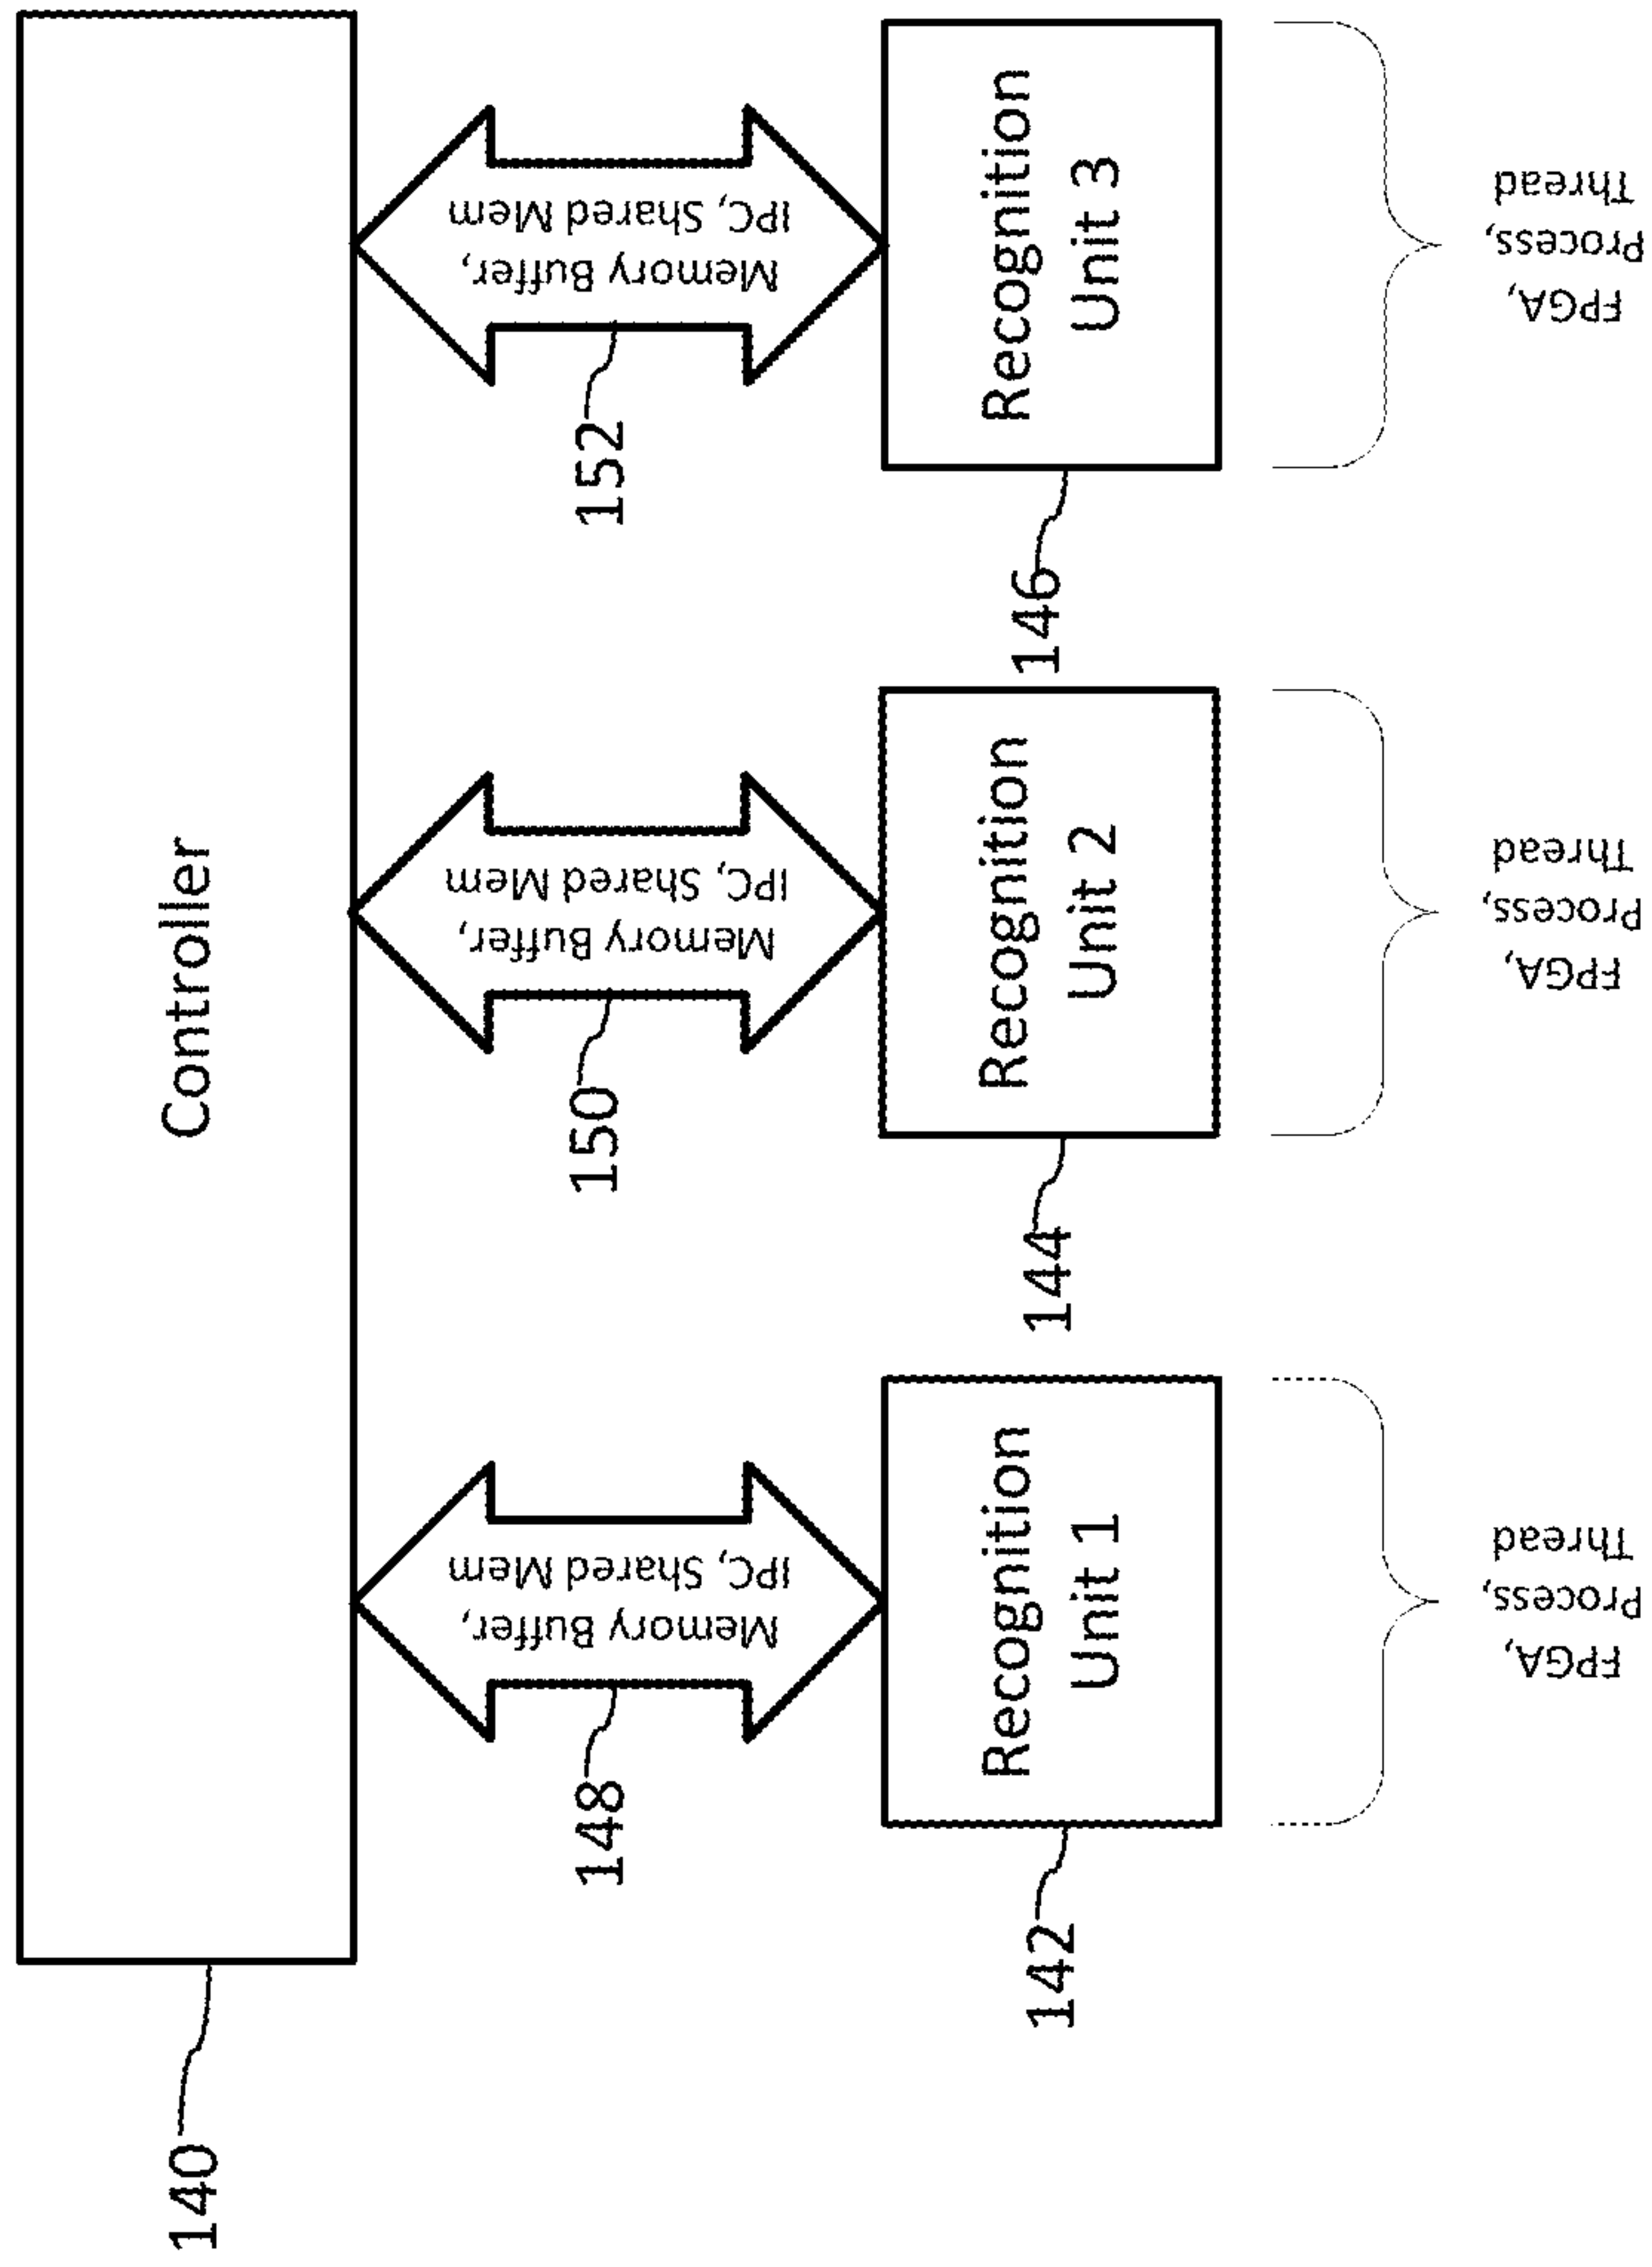 140
Controller
148
Memory Buffer,
IPC, Shared Mem
150
Memory Buffer,
IPC, Shared Mem
152
Memory Buffer,
IPC, Shared Mem
142
Recognition
Unit 1
144
Recognition
Unit 2
146
Recognition
Unit 3
FPGA,
Process,
Thread
FPGA,
Process,
Thread
FPGA,
Process,
Thread